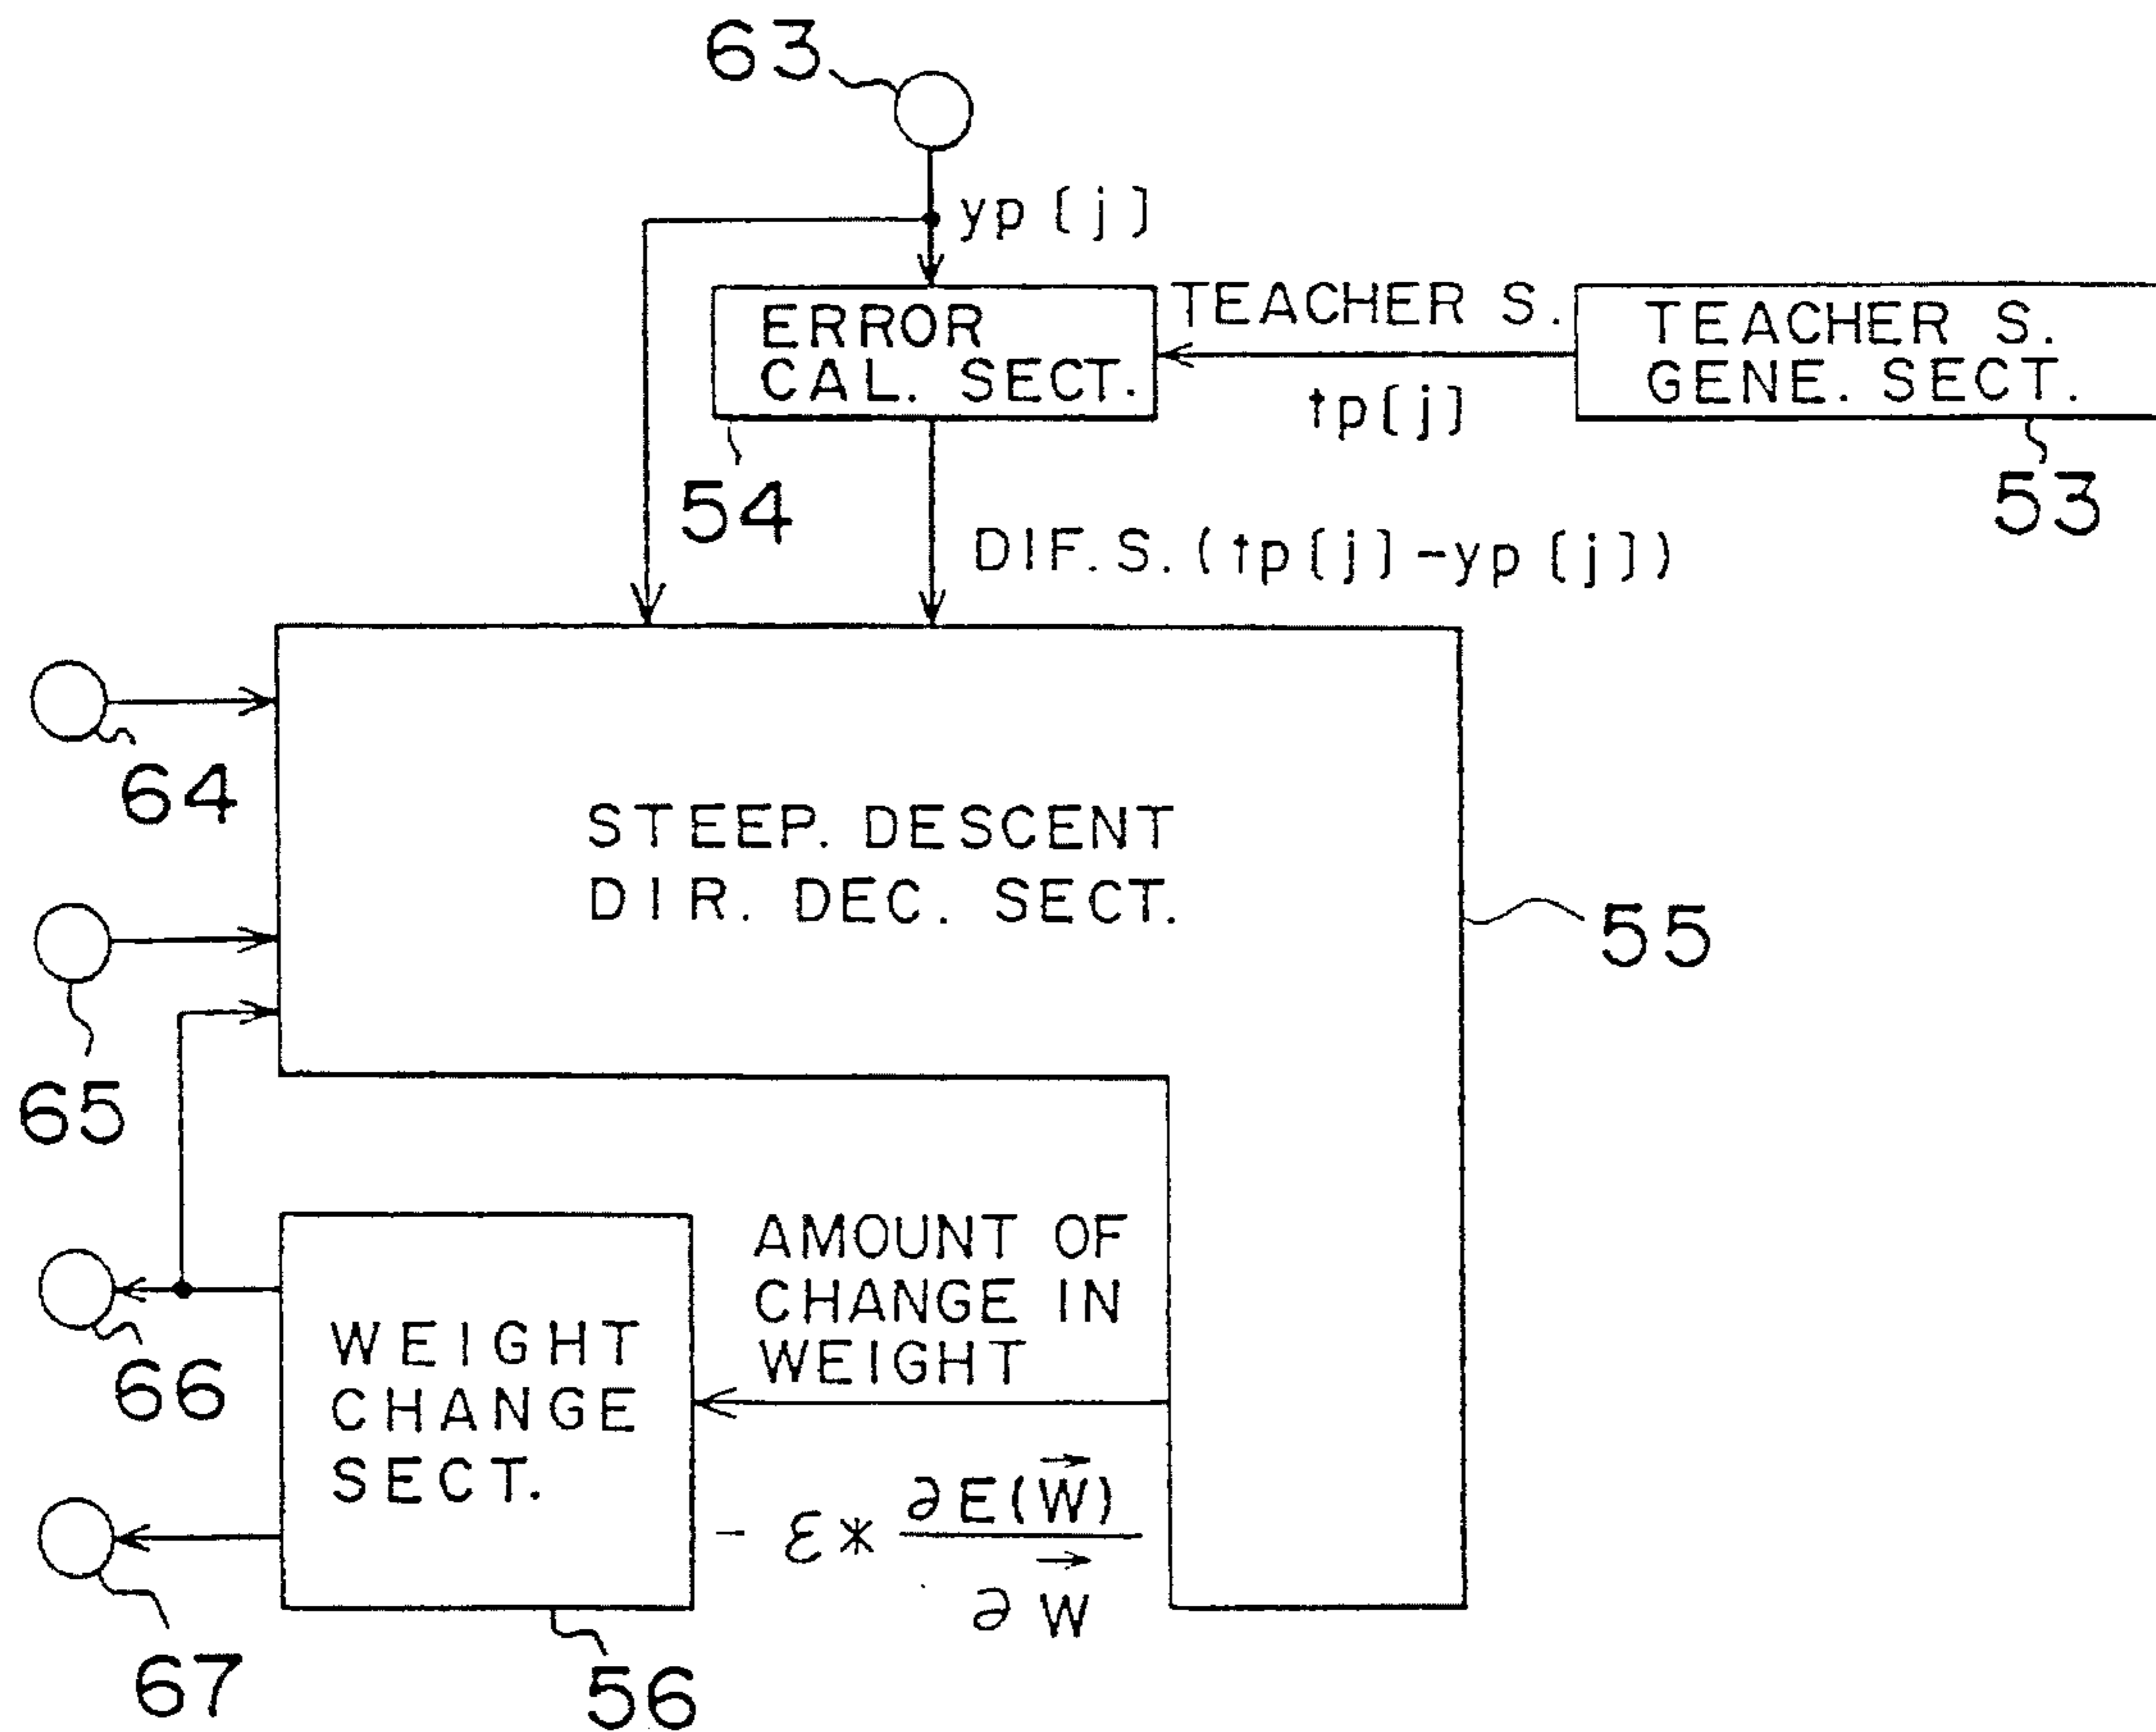 63
yp[j]
ERROR
CAL. SECT.
TEACHER S.
tp[j]
TEACHER S.
GENE. SECT.
54
53
DIF. S. (tp[j]-yp[j])
64
STEEP. DESCENT
DIR. DEC. SECT.
55
65
AMOUNT OF
CHANGE IN
WEIGHT
WEIGHT
CHANGE
SECT.
66
- ε* ∂E(W⃗)
∂W⃗
67
56